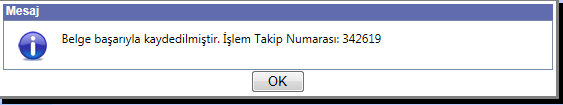 Mesaj
Belge başarıyla kaydedilmiştir. İşlem Takip Numarası: 342619
OK